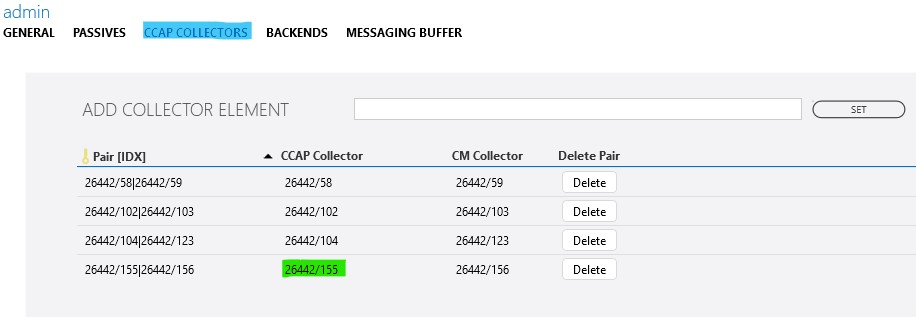 admin
GENERAL PASSIVES CCAP COLLECTORS BACKENDS MESSAGING BUFFER
ADD COLLECTOR ELEMENT SET
Pair [IDX] CCAP Collector CM Collector Delete Pair
26442/58|26442/59 26442/58 26442/59 Delete
26442/102|26442/103 26442/102 26442/103 Delete
26442/104|26442/123 26442/104 26442/123 Delete
26442/155|26442/156 26442/155 26442/156 Delete